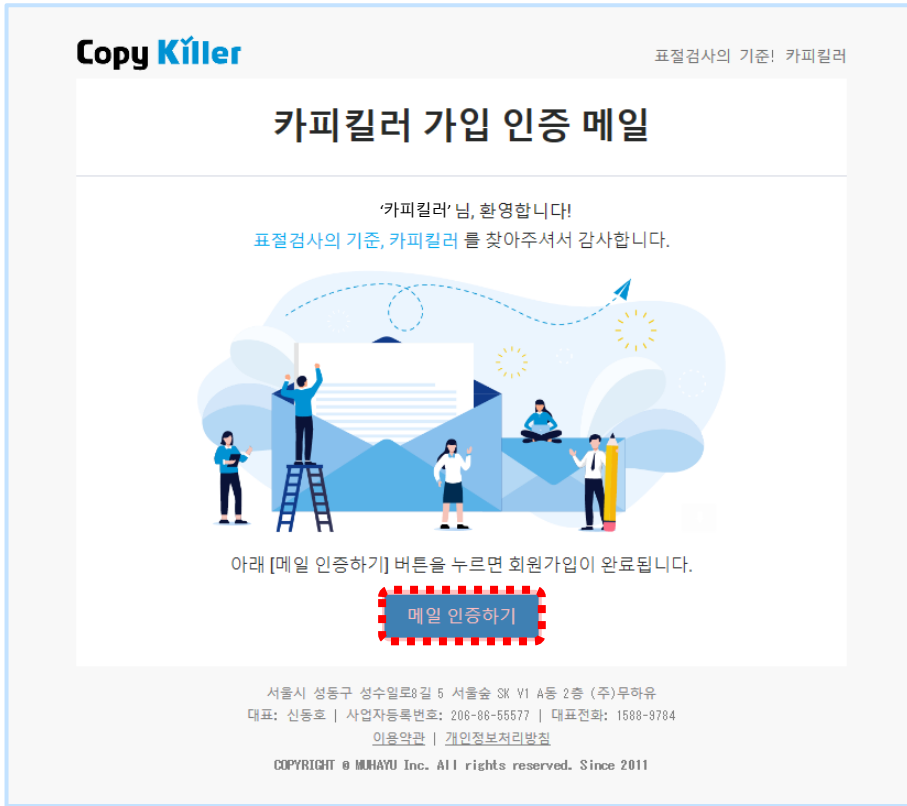 Copy Killer
표절검사의 기준! 카피킬러
카피킬러 가입 인증 메일
‘카피킬러’ 님, 환영합니다!
표절검사의 기준, 카피킬러 를 찾아주셔서 감사합니다.
아래 [메일 인증하기] 버튼을 누르면 회원가입이 완료됩니다.
메일 인증하기
서울시 성동구 성수일로8길 5 서울숲 SK V1 A동 2층 (주)무하유
대표: 신동호 | 사업자등록번호: 206-86-55577 | 대표전화: 1588-9784
이용약관 | 개인정보처리방침
COPYRIGHT @ MUHAYU Inc. All rights reserved. Since 2011